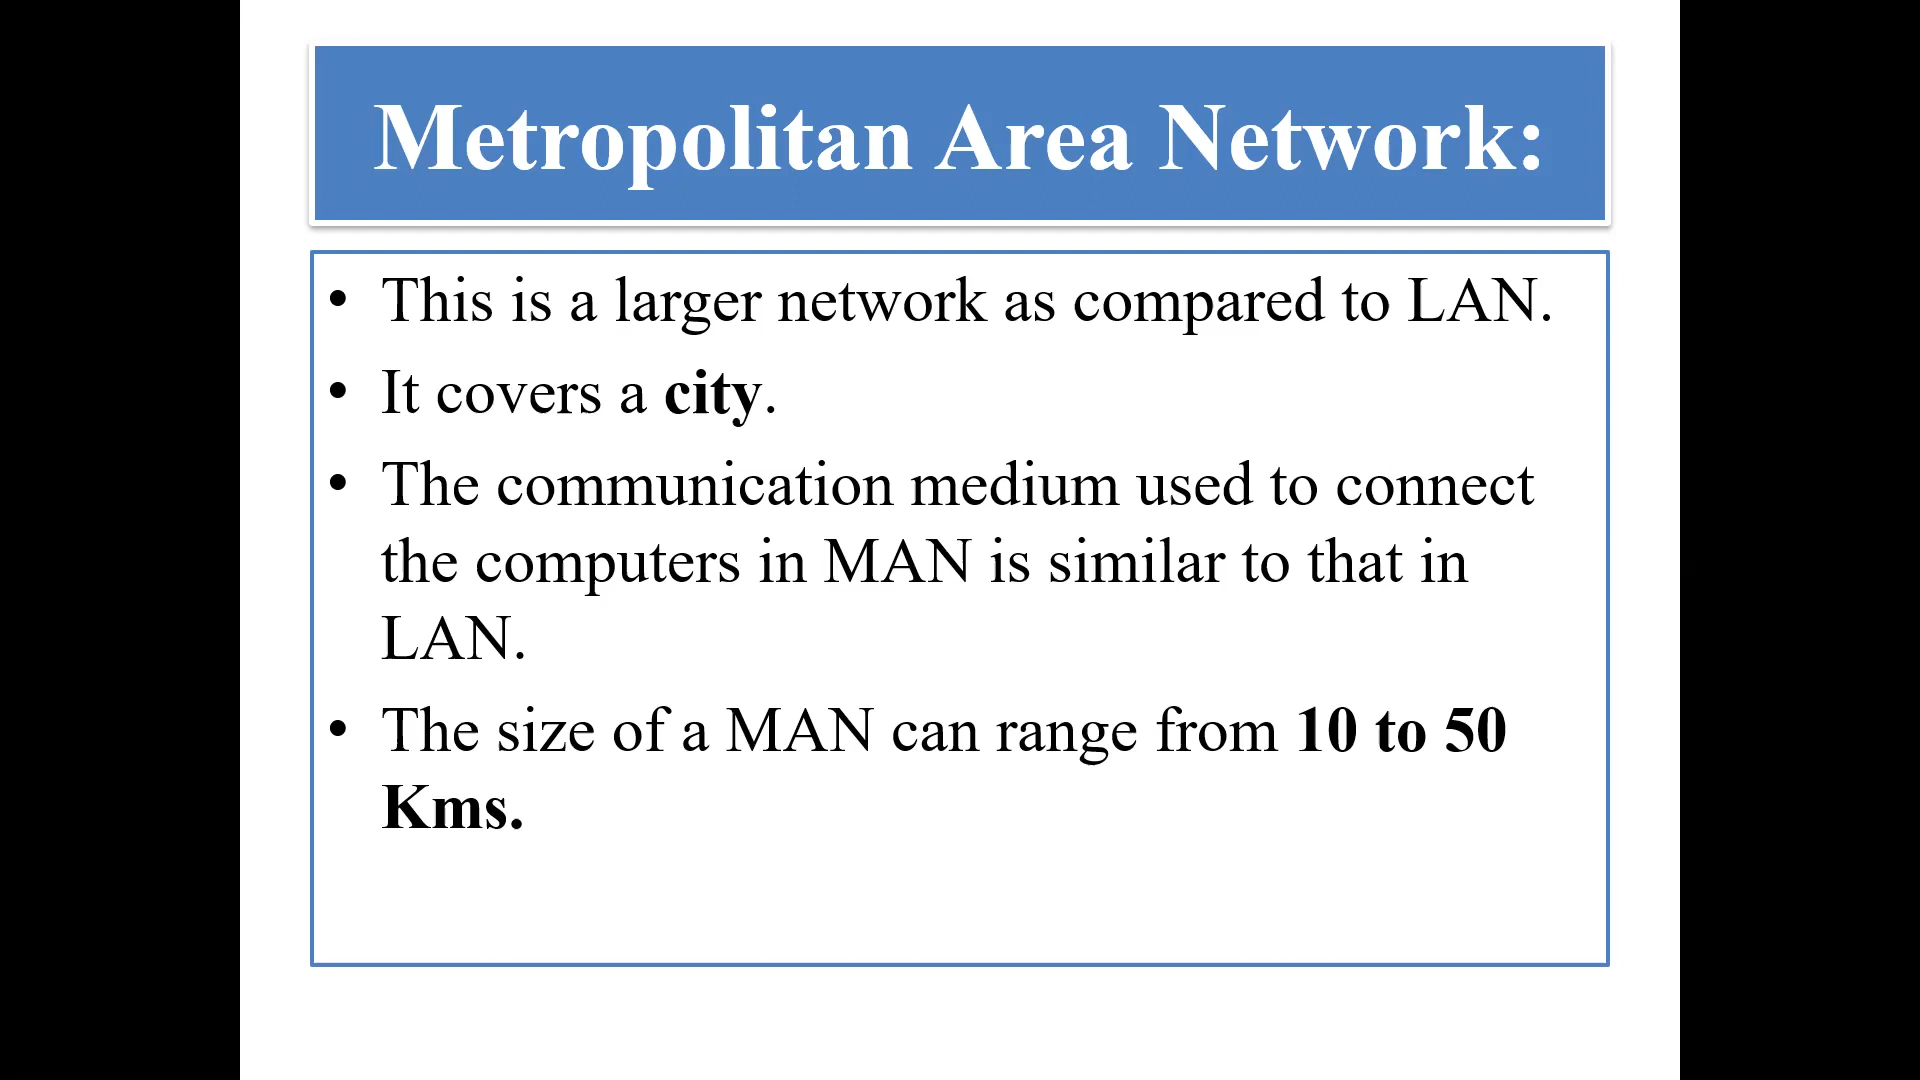 Metropolitan Area Network:
• This is a larger network as compared to LAN.
• It covers a city.
• The communication medium used to connect
the computers in MAN is similar to that in
LAN.
• The size of a MAN can range from 10 to 50
Kms.